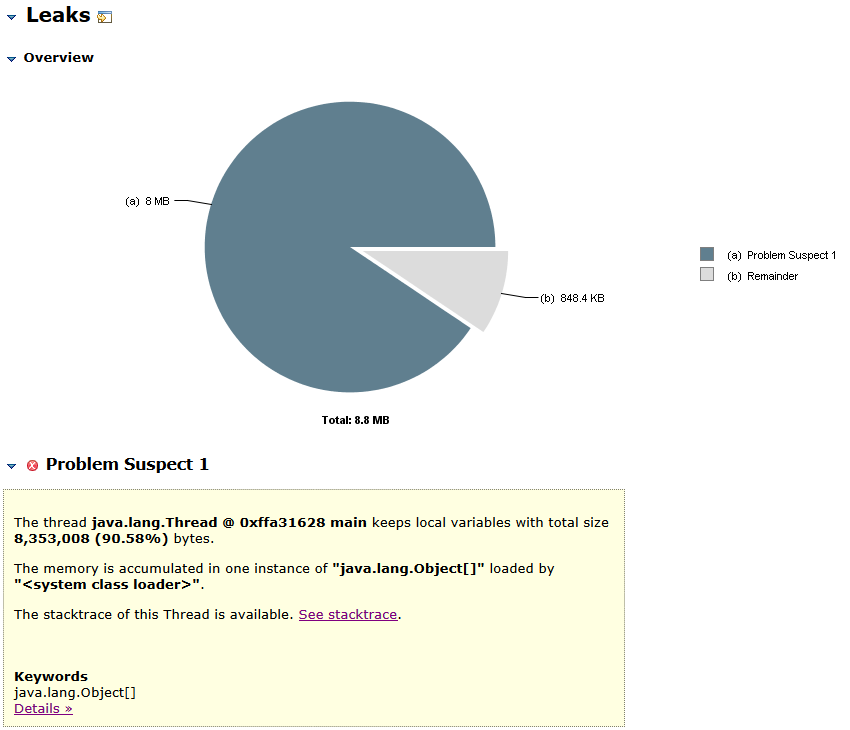 Leaks
Overview
(a) 8 MB
(a) Problem Suspect 1
(b) Remainder
(b) 848.4 KB
Total: 8.8 MB
Problem Suspect 1
The thread java.lang.Thread @ 0xffa31628 main keeps local variables with total size
8,353,008 (90.58%) bytes.
The memory is accumulated in one instance of "java.lang.Object[]" loaded by
"<system class loader>".
The stacktrace of this Thread is available. See stacktrace.
Keywords
java.lang.Object[]
Details »